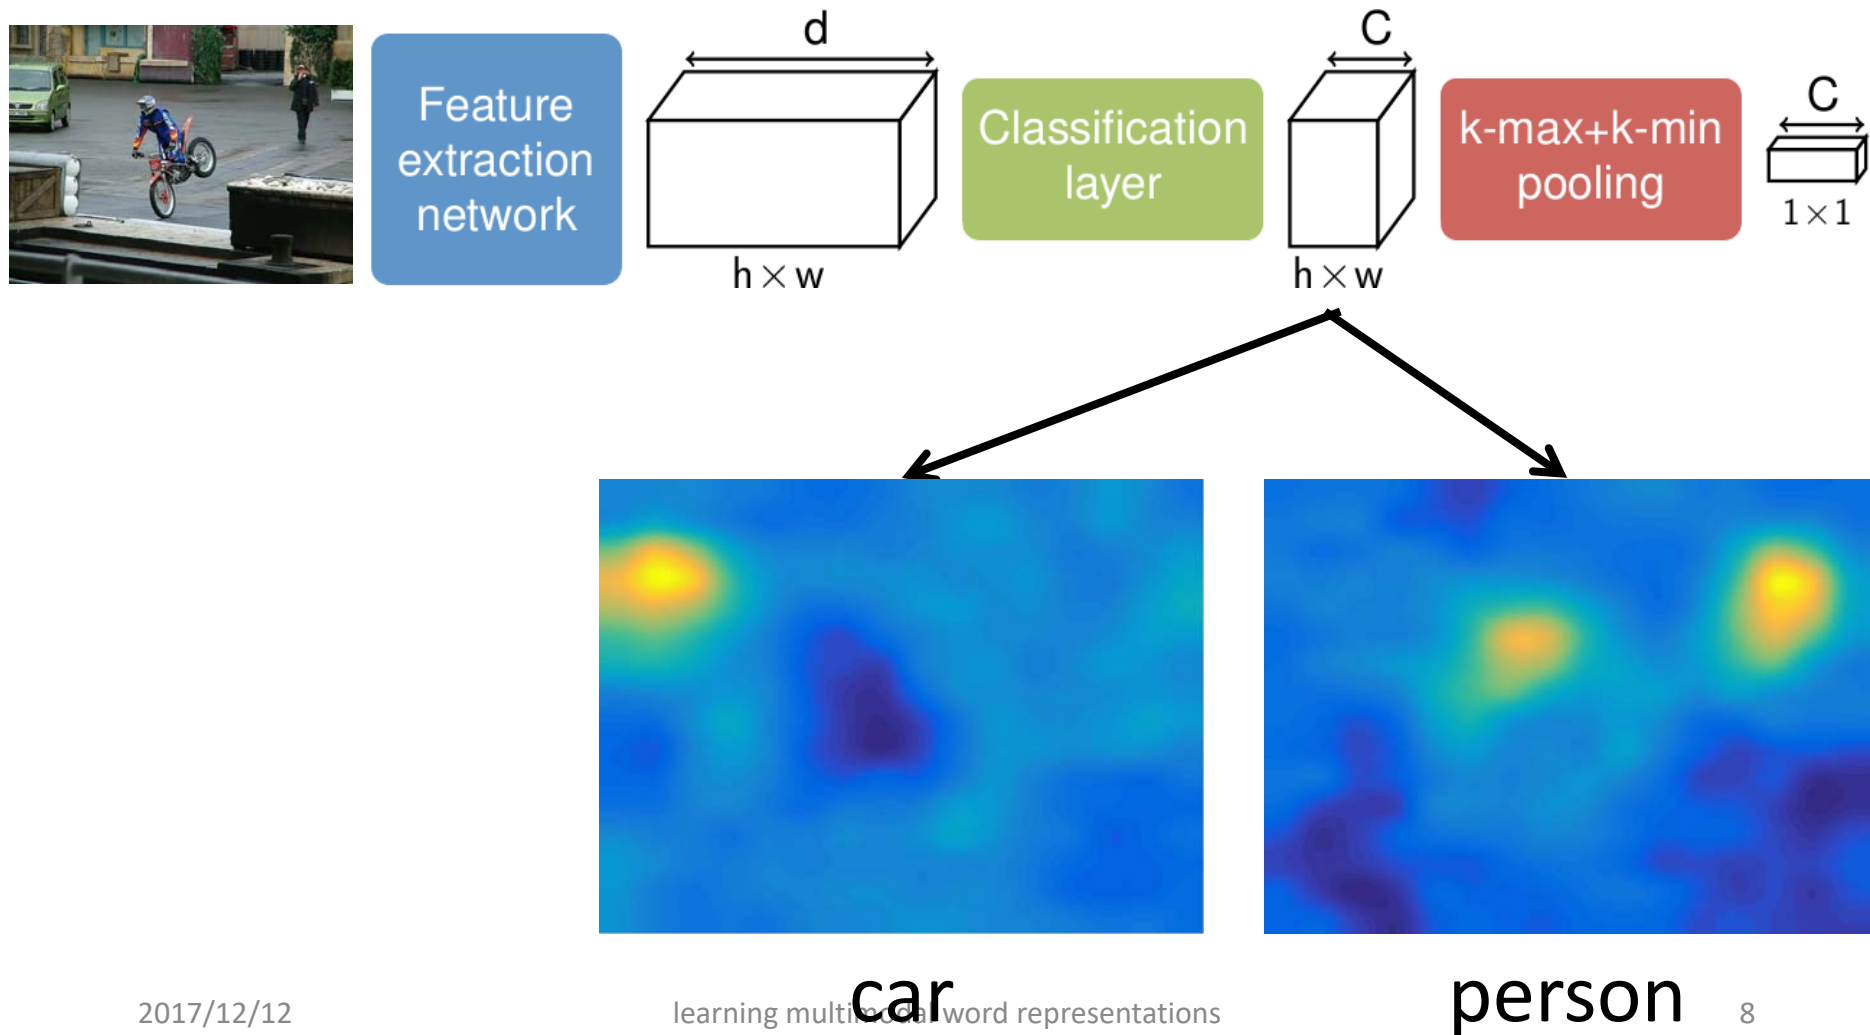 d
C
Feature
extraction
network
Classification
layer
k-max+k-min
pooling
C
h×w
h×w
1×1
car
person
2017/12/12
learning multimodal word representations
8